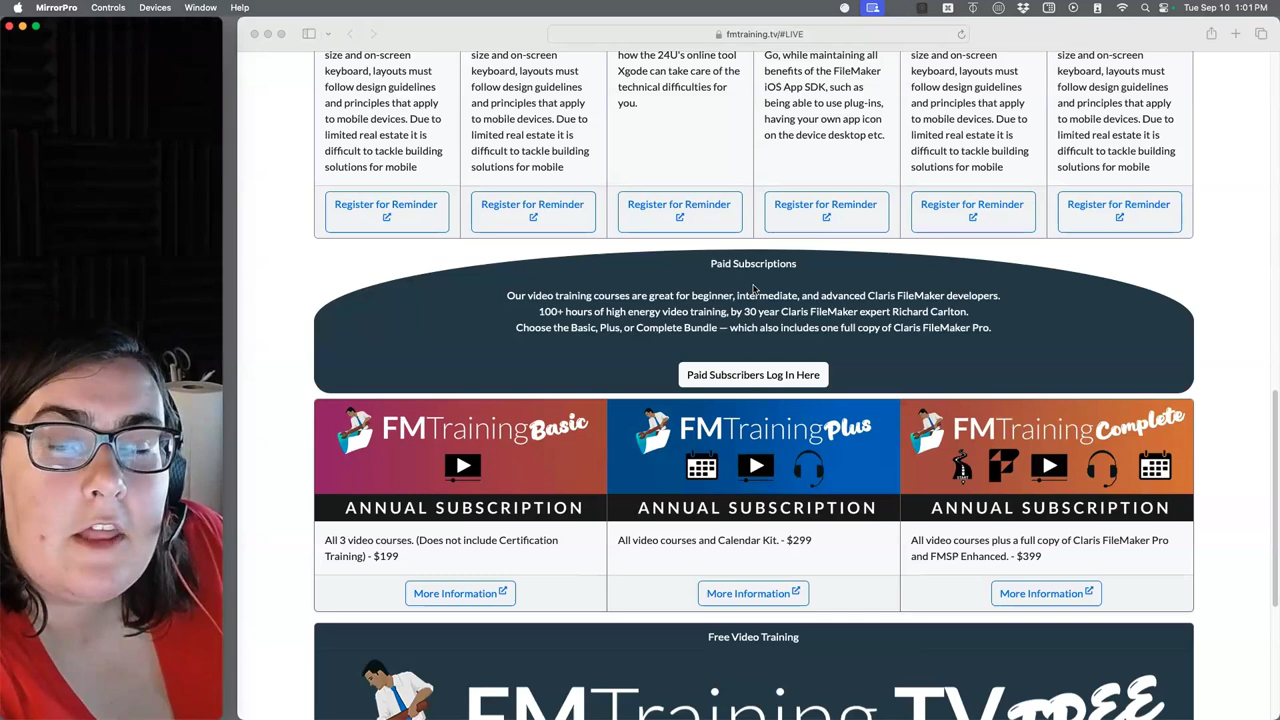 MirrorPro Controls Devices Window Help
Tue Sep 10 1:01 PM
fmtraining.tv/#LIVE
size and on-screen
keyboard, layouts must
follow design guidelines
and principles that apply
to mobile devices. Due to
limited real estate it is
difficult to tackle building
solutions for mobile
size and on-screen
keyboard, layouts must
follow design guidelines
and principles that apply
to mobile devices. Due to
limited real estate it is
difficult to tackle building
solutions for mobile
how the 24U's online tool
Xgode can take care of the
technical difficulties for
you.
Go, while maintaining all
benefits of the FileMaker
iOS App SDK, such as
being able to use plug-ins,
having your own app icon
on the device desktop etc.
size and on-screen
keyboard, layouts must
follow design guidelines
and principles that apply
to mobile devices. Due to
limited real estate it is
difficult to tackle building
solutions for mobile
size and on-screen
keyboard, layouts must
follow design guidelines
and principles that apply
to mobile devices. Due to
limited real estate it is
difficult to tackle building
solutions for mobile
Register for Reminder
Register for Reminder
Register for Reminder
Register for Reminder
Register for Reminder
Register for Reminder
Paid Subscriptions
Our video training courses are great for beginner, intermediate, and advanced Claris FileMaker developers.
100+ hours of high energy video training, by 30 year Claris FileMaker expert Richard Carlton.
Choose the Basic, Plus, or Complete Bundle — which also includes one full copy of Claris FileMaker Pro.
Paid Subscribers Log In Here
FMTraining Basic
ANNUAL SUBSCRIPTION
All 3 video courses. (Does not include Certification
Training) - $199
More Information
FMTraining Plus
ANNUAL SUBSCRIPTION
All video courses and Calendar Kit. - $299
More Information
FMTraining Complete
START
ANNUAL SUBSCRIPTION
All video courses plus a full copy of Claris FileMaker Pro
and FMSP Enhanced. - $399
More Information
Free Video Training
FMTraining TV FREE